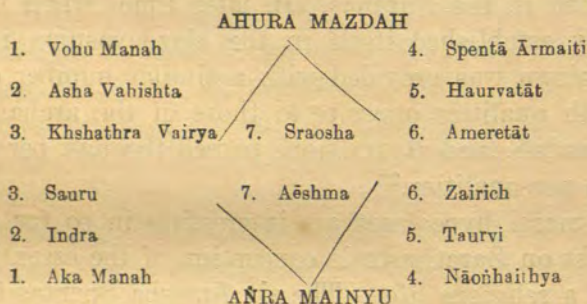 AHURA MAZDAH
1. Vohu Manah 4. Spentā Ārmaiti
2. Asha Vahishta 5. Haurvatāt
3. Khshathra Vairya 7. Sraosha 6. Ameretāt
3. Sauru 7. Aēshma 6. Zairich
2. Indra 5. Taurvi
1. Aka Manah 4. Nāoṅhaithya
AṄRA MAINYU